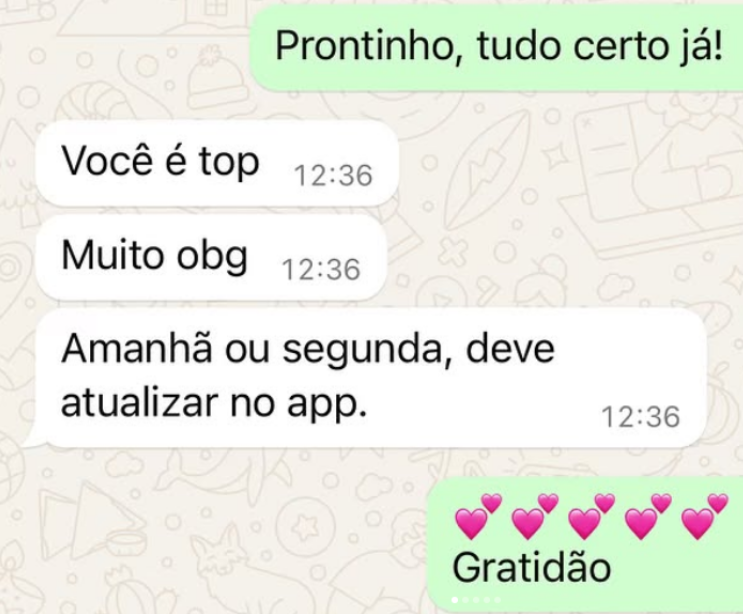 Prontinho, tudo certo já!
Você é top 12:36
Muito obg 12:36
Amanhã ou segunda, deve
atualizar no app. 12:36
💕💕💕💕💕
Gratidão